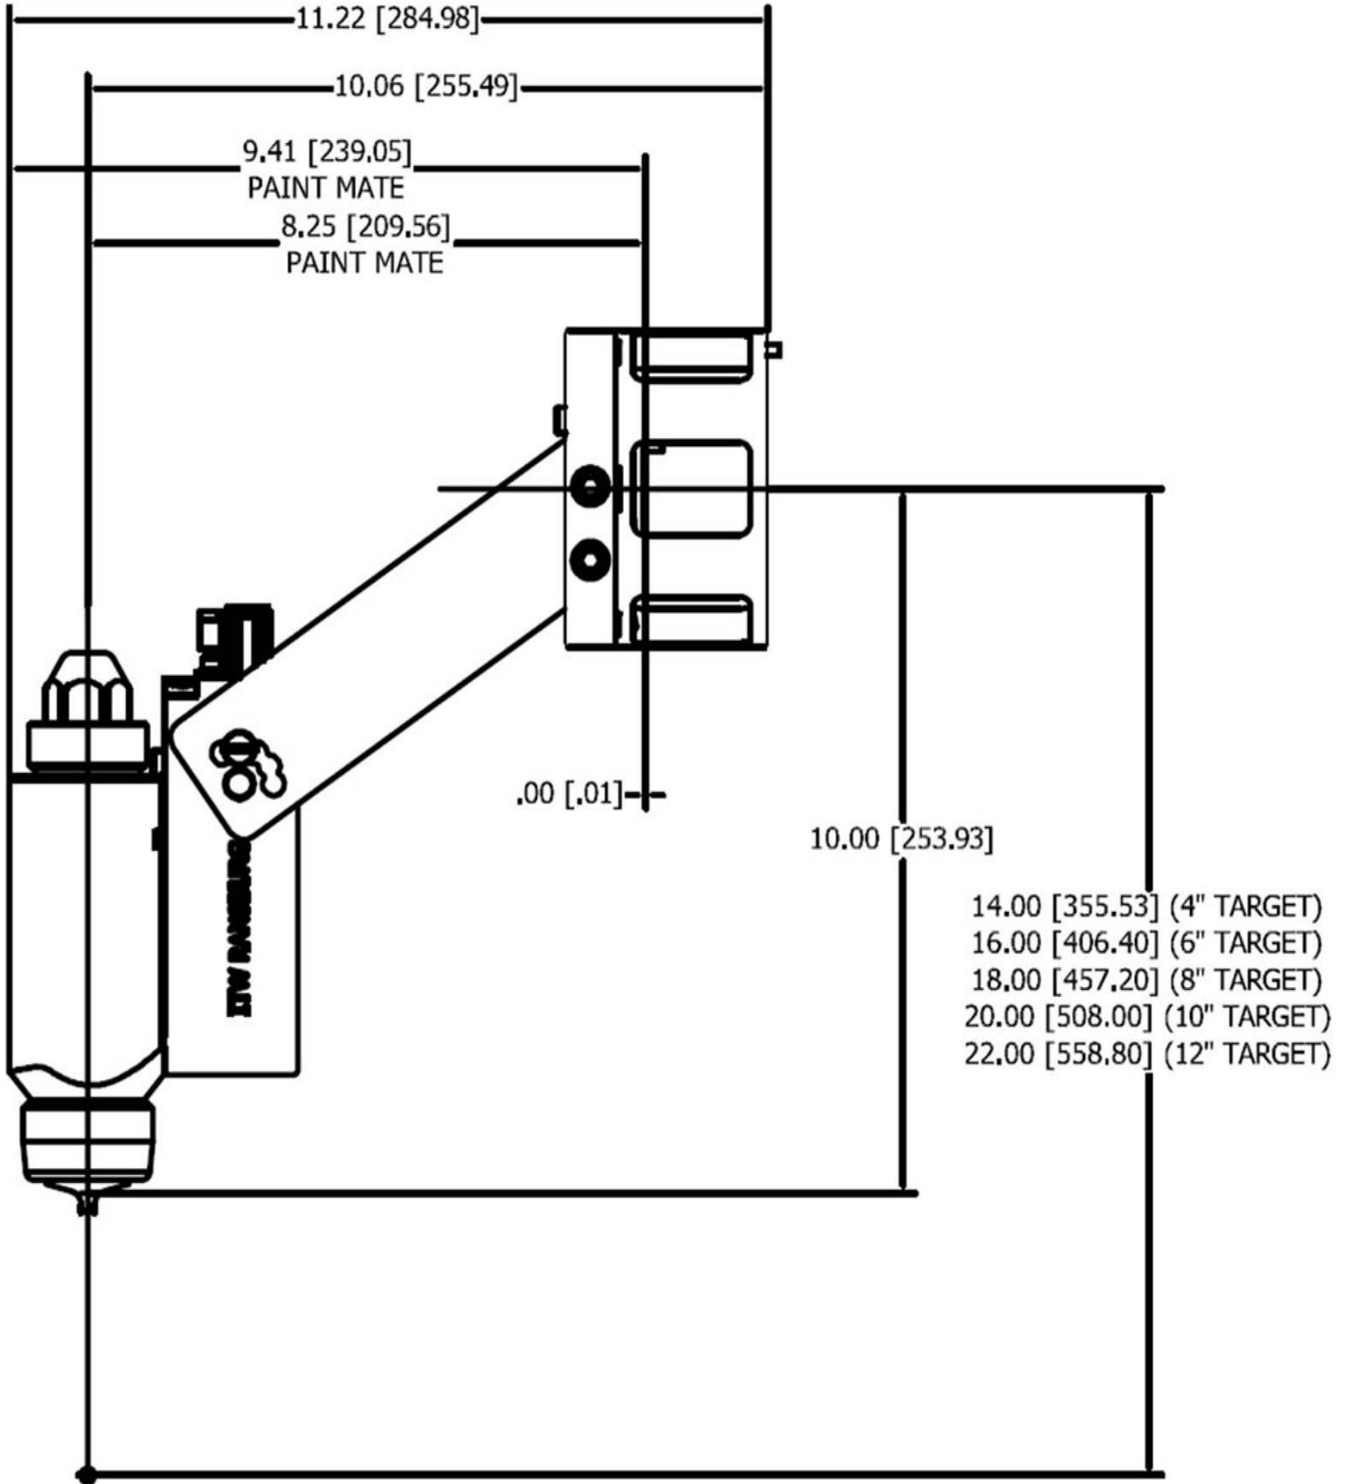 11.22 [284.98]
10.06 [255.49]
9.41 [239.05]
PAINT MATE
8.25 [209.56]
PAINT MATE
.00 [.01]
10.00 [253.93]
14.00 [355.53] (4" TARGET)
16.00 [406.40] (6" TARGET)
18.00 [457.20] (8" TARGET)
20.00 [508.00] (10" TARGET)
22.00 [558.80] (12" TARGET)
ITW RANSBURG